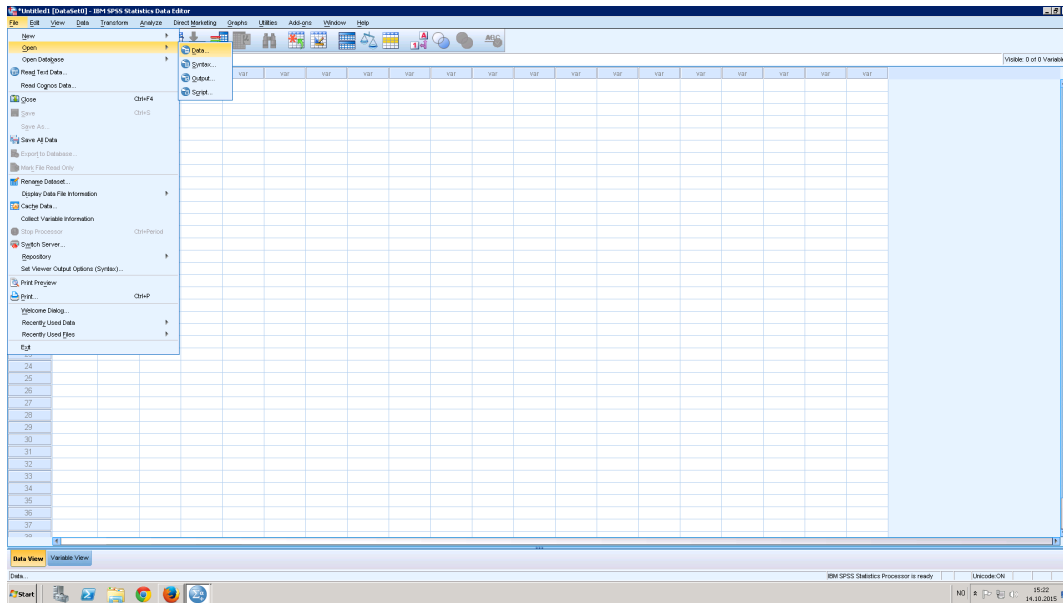 *Untitled1 [DataSet0] - IBM SPSS Statistics Data Editor
File Edit View Data Transform Analyze Direct Marketing Graphs Utilities Add-ons Window Help
New
Open
Open Database
Read Text Data...
Read Cognos Data...
Close Ctrl+F4
Save Ctrl+S
Save As...
Save All Data
Export to Database...
Mark File Read Only
Rename Dataset...
Display Data File Information
Cache Data...
Collect Variable Information
Stop Processor Ctrl+Period
Switch Server...
Repository
Set Viewer Output Options (Syntax)...
Print Preview
Print... Ctrl+P
Welcome Dialog...
Recently Used Data
Recently Used Files
Exit
Data...
Syntax...
Output...
Script...
Visible: 0 of 0 Variabl
var var var var var var var var var var var var var var var var
24
25
26
27
28
29
30
31
32
33
34
35
36
37
Data View Variable View
Data... IBM SPSS Statistics Processor is ready Unicode:ON
Start NO 15:22
14.10.2015